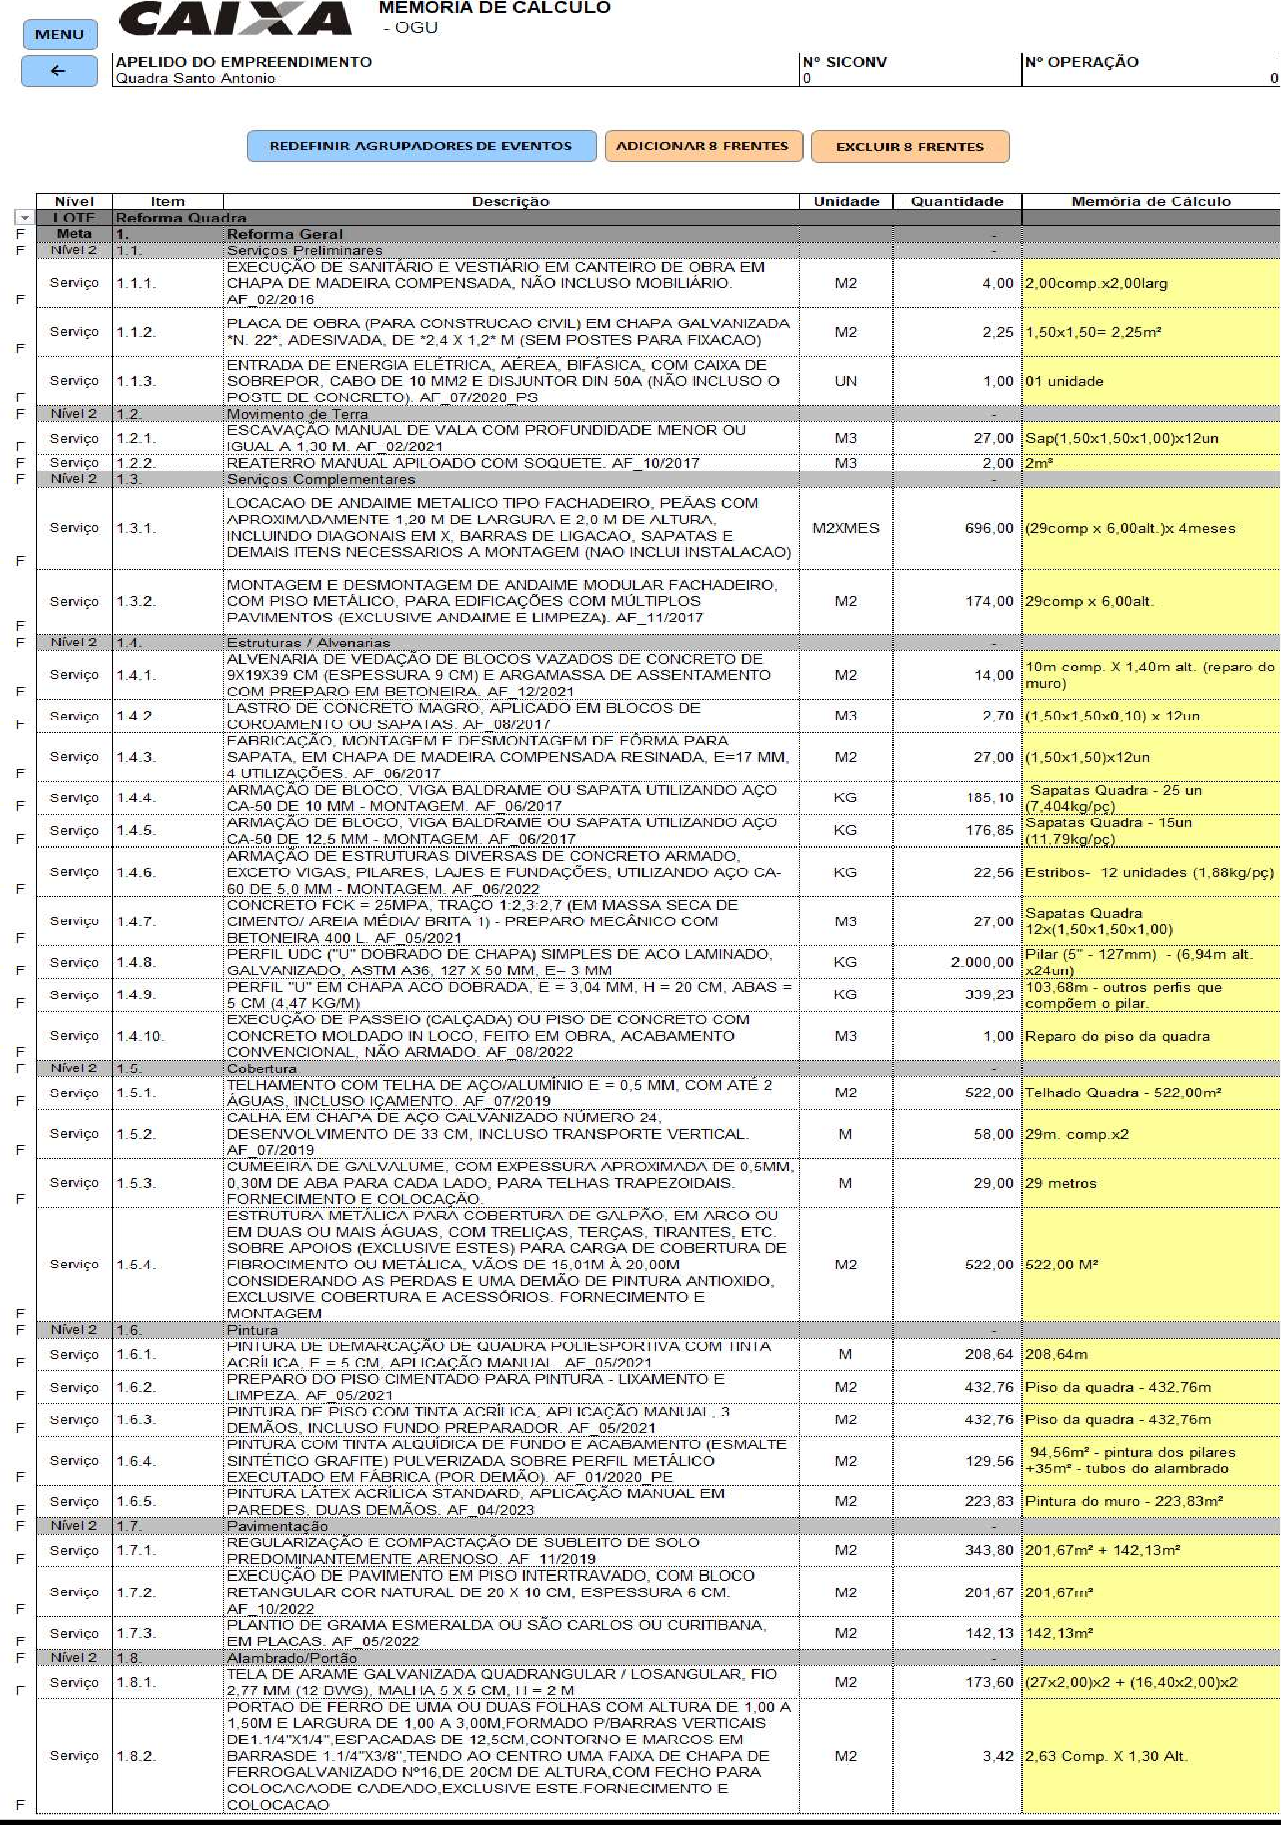 CAIXA
MEMÓRIA DE CÁLCULO
- OGU
MENU
←
APELIDO DO EMPREENDIMENTO
Quadra Santo Antonio
Nº SICONV
0
Nº OPERAÇÃO
0
REDEFINIR AGRUPADORES DE EVENTOS ADICIONAR 8 FRENTES EXCLUIR 8 FRENTES
Nível Item Descrição Unidade Quantidade Memória de Cálculo
LOTE Reforma Quadra
F Meta 1. Reforma Geral -
F Nível 2 1.1. Serviços Preliminares -
EXECUÇÃO DE SANITÁRIO E VESTIÁRIO EM CANTEIRO DE OBRA EM
F Serviço 1.1.1. CHAPA DE MADEIRA COMPENSADA, NÃO INCLUSO MOBILIÁRIO. M2 4,00 2,00comp.x2,00larg
AF_02/2016
F Serviço 1.1.2. PLACA DE OBRA (PARA CONSTRUCAO CIVIL) EM CHAPA GALVANIZADA M2 2,25 1,50x1,50= 2,25m²
*N. 22*, ADESIVADA, DE *2,4 X 1,2* M (SEM POSTES PARA FIXACAO)
ENTRADA DE ENERGIA ELÉTRICA, AÉREA, BIFÁSICA, COM CAIXA DE
F Serviço 1.1.3. SOBREPOR, CABO DE 10 MM2 E DISJUNTOR DIN 50A (NÃO INCLUSO O UN 1,00 01 unidade
POSTE DE CONCRETO). AF_07/2020_PS
F Nível 2 1.2. Movimento de Terra -
F Serviço 1.2.1. ESCAVAÇÃO MANUAL DE VALA COM PROFUNDIDADE MENOR OU M3 27,00 Sap(1,50x1,50x1,00)x12un
IGUAL A 1,30 M. AF_02/2021
F Serviço 1.2.2. REATERRO MANUAL APILOADO COM SOQUETE. AF_10/2017 M3 2,00 2m³
F Nível 2 1.3. Serviços Complementares -
LOCACAO DE ANDAIME METALICO TIPO FACHADEIRO, PEÃAS COM
F Serviço 1.3.1. APROXIMADAMENTE 1,20 M DE LARGURA E 2,0 M DE ALTURA, M2XMES 696,00 (29comp x 6,00alt.)x 4meses
INCLUINDO DIAGONAIS EM X, BARRAS DE LIGACAO, SAPATAS E
DEMAIS ITENS NECESSARIOS A MONTAGEM (NAO INCLUI INSTALACAO)
MONTAGEM E DESMONTAGEM DE ANDAIME MODULAR FACHADEIRO,
F Serviço 1.3.2. COM PISO METÁLICO, PARA EDIFICAÇÕES COM MÚLTIPLOS M2 174,00 29comp x 6,00alt.
PAVIMENTOS (EXCLUSIVE ANDAIME E LIMPEZA). AF_11/2017
F Nível 2 1.4. Estruturas / Alvenarias -
ALVENARIA DE VEDAÇÃO DE BLOCOS VAZADOS DE CONCRETO DE
F Serviço 1.4.1. 9X19X39 CM (ESPESSURA 9 CM) E ARGAMASSA DE ASSENTAMENTO M2 14,00 10m comp. X 1,40m alt. (reparo do muro)
COM PREPARO EM BETONEIRA. AF_12/2021
F Serviço 1.4.2. LASTRO DE CONCRETO MAGRO, APLICADO EM BLOCOS DE M3 2,70 (1,50x1,50x0,10) x 12un
COROAMENTO OU SAPATAS. AF_08/2017
FABRICAÇÃO, MONTAGEM E DESMONTAGEM DE FÔRMA PARA
F Serviço 1.4.3. SAPATA, EM CHAPA DE MADEIRA COMPENSADA RESINADA, E=17 MM, M2 27,00 (1,50x1,50)x12un
4 UTILIZAÇÕES. AF_06/2017
F Serviço 1.4.4. ARMAÇÃO DE BLOCO, VIGA BALDRAME OU SAPATA UTILIZANDO AÇO KG 185,10 Sapatas Quadra - 25 un
CA-50 DE 10 MM - MONTAGEM. AF_06/2017 (7,404kg/pç)
F Serviço 1.4.5. ARMAÇÃO DE BLOCO, VIGA BALDRAME OU SAPATA UTILIZANDO AÇO KG 176,85 Sapatas Quadra - 15un
CA-50 DE 12,5 MM - MONTAGEM. AF_06/2017 (11,79kg/pç)
ARMAÇÃO DE ESTRUTURAS DIVERSAS DE CONCRETO ARMADO,
F Serviço 1.4.6. EXCETO VIGAS, PILARES, LAJES E FUNDAÇÕES, UTILIZANDO AÇO CA- KG 22,56 Estribos- 12 unidades (1,88kg/pç)
60 DE 5,0 MM - MONTAGEM. AF_06/2022
CONCRETO FCK = 25MPA, TRAÇO 1:2,3:2,7 (EM MASSA SECA DE
F Serviço 1.4.7. CIMENTO/ AREIA MÉDIA/ BRITA 1) - PREPARO MECÂNICO COM M3 27,00 Sapatas Quadra 12x(1,50x1,50x1,00)
BETONEIRA 400 L. AF_05/2021
F Serviço 1.4.8. PERFIL UDC ("U" DOBRADO DE CHAPA) SIMPLES DE ACO LAMINADO, KG 2.000,00 Pilar (5" - 127mm) - (6,94m alt.
GALVANIZADO, ASTM A36, 127 X 50 MM, E= 3 MM x24un)
F Serviço 1.4.9. PERFIL "U" EM CHAPA ACO DOBRADA, E = 3,04 MM, H = 20 CM, ABAS = KG 339,23 103,68m - outros perfis que
5 CM (4,47 KG/M) compõem o pilar.
EXECUÇÃO DE PASSEIO (CALÇADA) OU PISO DE CONCRETO COM
F Serviço 1.4.10. CONCRETO MOLDADO IN LOCO, FEITO EM OBRA, ACABAMENTO M3 1,00 Reparo do piso da quadra
CONVENCIONAL, NÃO ARMADO. AF_08/2022
F Nível 2 1.5. Cobertura -
F Serviço 1.5.1. TELHAMENTO COM TELHA DE AÇO/ALUMÍNIO E = 0,5 MM, COM ATÉ 2 M2 522,00 Telhado Quadra - 522,00m²
ÁGUAS, INCLUSO IÇAMENTO. AF_07/2019
CALHA EM CHAPA DE AÇO GALVANIZADO NÚMERO 24,
F Serviço 1.5.2. DESENVOLVIMENTO DE 33 CM, INCLUSO TRANSPORTE VERTICAL. M 58,00 29m. comp.x2
AF_07/2019
CUMEEIRA DE GALVALUME, COM EXPESSURA APROXIMADA DE 0,5MM,
F Serviço 1.5.3. 0,30M DE ABA PARA CADA LADO, PARA TELHAS TRAPEZOIDAIS. M 29,00 29 metros
FORNECIMENTO E COLOCAÇÃO.
ESTRUTURA METÁLICA PARA COBERTURA DE GALPÃO, EM ARCO OU
EM DUAS OU MAIS ÁGUAS, COM TRELIÇAS, TERÇAS, TIRANTES, ETC.
SOBRE APOIOS (EXCLUSIVE ESTES) PARA CARGA DE COBERTURA DE
F Serviço 1.5.4. FIBROCIMENTO OU METÁLICA, VÃOS DE 15,01M À 20,00M M2 522,00 522,00 M²
CONSIDERANDO AS PERDAS E UMA DEMÃO DE PINTURA ANTIOXIDO,
EXCLUSIVE COBERTURA E ACESSÓRIOS. FORNECIMENTO E
MONTAGEM
F Nível 2 1.6. Pintura -
F Serviço 1.6.1. PINTURA DE DEMARCAÇÃO DE QUADRA POLIESPORTIVA COM TINTA M 208,64 208,64m
ACRÍLICA, E = 5 CM, APLICAÇÃO MANUAL. AF_05/2021
F Serviço 1.6.2. PREPARO DO PISO CIMENTADO PARA PINTURA - LIXAMENTO E M2 432,76 Piso da quadra - 432,76m
LIMPEZA. AF_05/2021
F Serviço 1.6.3. PINTURA DE PISO COM TINTA ACRÍLICA, APLICAÇÃO MANUAL, 3 M2 432,76 Piso da quadra - 432,76m
DEMÃOS, INCLUSO FUNDO PREPARADOR. AF_05/2021
PINTURA COM TINTA ALQUÍDICA DE FUNDO E ACABAMENTO (ESMALTE
F Serviço 1.6.4. SINTÉTICO GRAFITE) PULVERIZADA SOBRE PERFIL METÁLICO M2 129,56 94,56m² - pintura dos pilares +35m² - tubos do alambrado
EXECUTADO EM FÁBRICA (POR DEMÃO). AF_01/2020_PE
F Serviço 1.6.5. PINTURA LÁTEX ACRÍLICA STANDARD, APLICAÇÃO MANUAL EM M2 223,83 Pintura do muro - 223,83m²
PAREDES, DUAS DEMÃOS. AF_04/2023
F Nível 2 1.7. Pavimentação -
F Serviço 1.7.1. REGULARIZAÇÃO E COMPACTAÇÃO DE SUBLEITO DE SOLO M2 343,80 201,67m² + 142,13m²
PREDOMINANTEMENTE ARENOSO. AF_11/2019
EXECUÇÃO DE PAVIMENTO EM PISO INTERTRAVADO, COM BLOCO
F Serviço 1.7.2. RETANGULAR COR NATURAL DE 20 X 10 CM, ESPESSURA 6 CM. M2 201,67 201,67m²
AF_10/2022
F Serviço 1.7.3. PLANTIO DE GRAMA ESMERALDA OU SÃO CARLOS OU CURITIBANA, M2 142,13 142,13m²
EM PLACAS. AF_05/2022
F Nível 2 1.8. Alambrado/Portão -
F Serviço 1.8.1. TELA DE ARAME GALVANIZADA QUADRANGULAR / LOSANGULAR, FIO M2 173,60 (27x2,00)x2 + (16,40x2,00)x2
2,77 MM (12 BWG), MALHA 5 X 5 CM, H = 2 M
PORTAO DE FERRO DE UMA OU DUAS FOLHAS COM ALTURA DE 1,00 A
1,50M E LARGURA DE 1,00 A 3,00M,FORMADO P/BARRAS VERTICAIS
DE1.1/4"X1/4",ESPACADAS DE 12,5CM,CONTORNO E MARCOS EM
F Serviço 1.8.2. BARRASDE 1.1/4"X3/8",TENDO AO CENTRO UMA FAIXA DE CHAPA DE M2 3,42 2,63 Comp. X 1,30 Alt.
FERROGALVANIZADO Nº16,DE 20CM DE ALTURA,COM FECHO PARA
COLOCACAODE CADEADO,EXCLUSIVE ESTE.FORNECIMENTO E
COLOCACAO